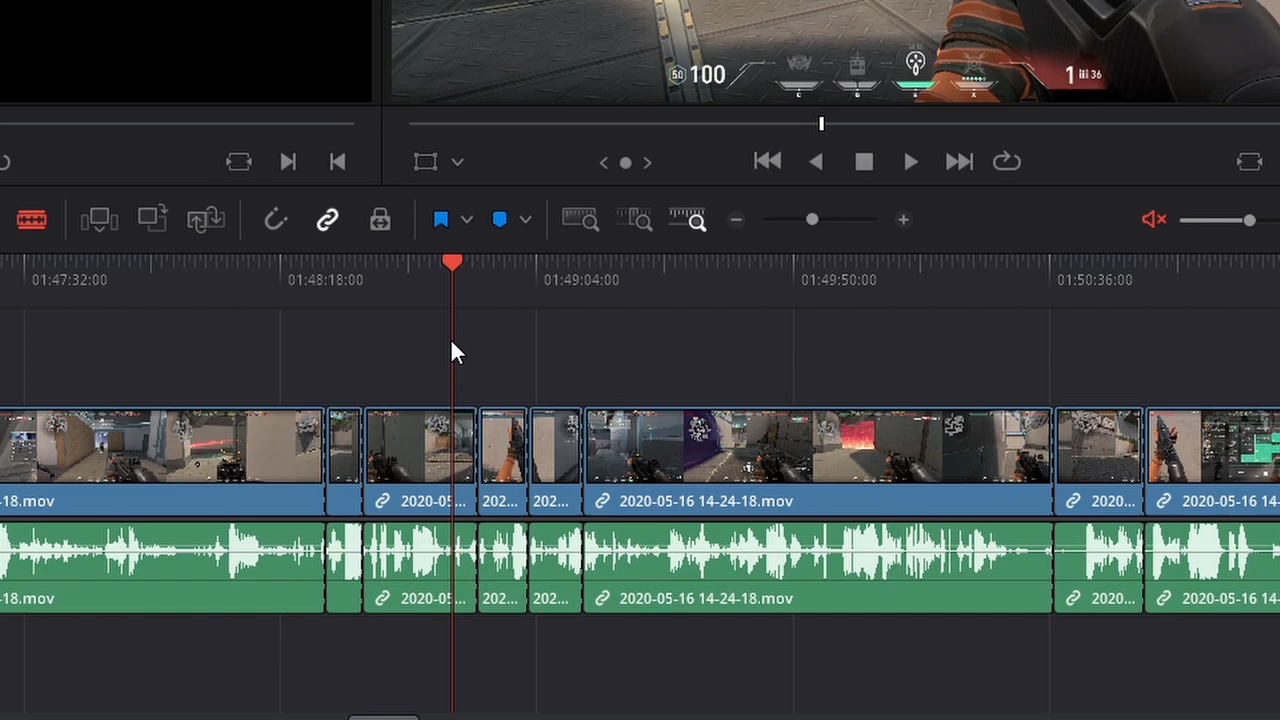 50 100
C Q E X
1 36
01:47:32:00 01:48:18:00 01:49:04:00 01:49:50:00 01:50:36:00
-18.mov 2020-05... 202... 202... 2020-05-16 14-24-18.mov 2020... 2020-05-16 14-
-18.mov 2020-05... 202... 202... 2020-05-16 14-24-18.mov 2020... 2020-05-16 14-